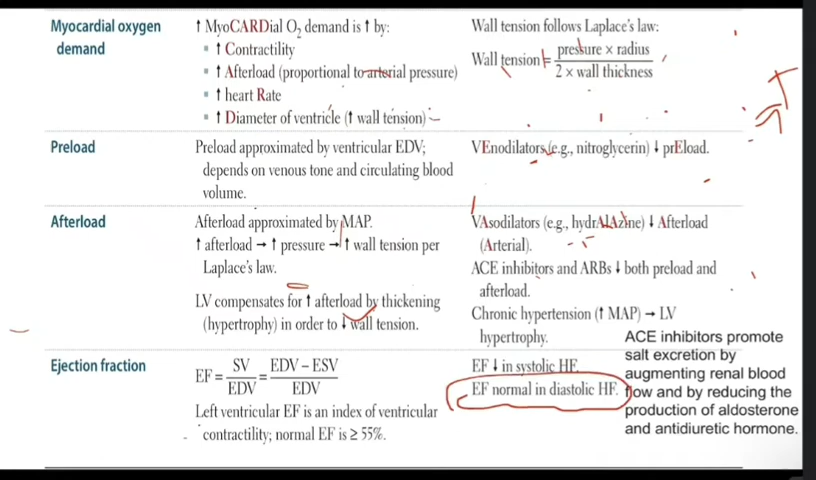 Myocardial oxygen
demand
↑ MyoCARDial O₂ demand is ↑ by:
▪ ↑ Contractility
▪ ↑ Afterload (proportional to arterial pressure)
▪ ↑ heart Rate
▪ ↑ Diameter of ventricle (↑ wall tension)
Wall tension follows Laplace's law:
Wall tension = pressure × radius / 2 × wall thickness
Preload
Preload approximated by ventricular EDV;
depends on venous tone and circulating blood
volume.
VEnodilators (e.g., nitroglycerin) ↓ prEload.
Afterload
Afterload approximated by MAP.
↑ afterload → ↑ pressure → ↑ wall tension per
Laplace's law.
LV compensates for ↑ afterload by thickening
(hypertrophy) in order to ↓ wall tension.
VAsodilators (e.g., hydrAlAzine) ↓ Afterload
(Arterial).
ACE inhibitors and ARBs ↓ both preload and
afterload.
Chronic hypertension (↑ MAP) → LV
hypertrophy.
Ejection fraction
EF = SV / EDV = EDV – ESV / EDV
Left ventricular EF is an index of ventricular
contractility; normal EF is ≥ 55%.
EF ↓ in systolic HF.
EF normal in diastolic HF.
ACE inhibitors promote
salt excretion by
augmenting renal blood
flow and by reducing the
production of aldosterone
and antidiuretic hormone.